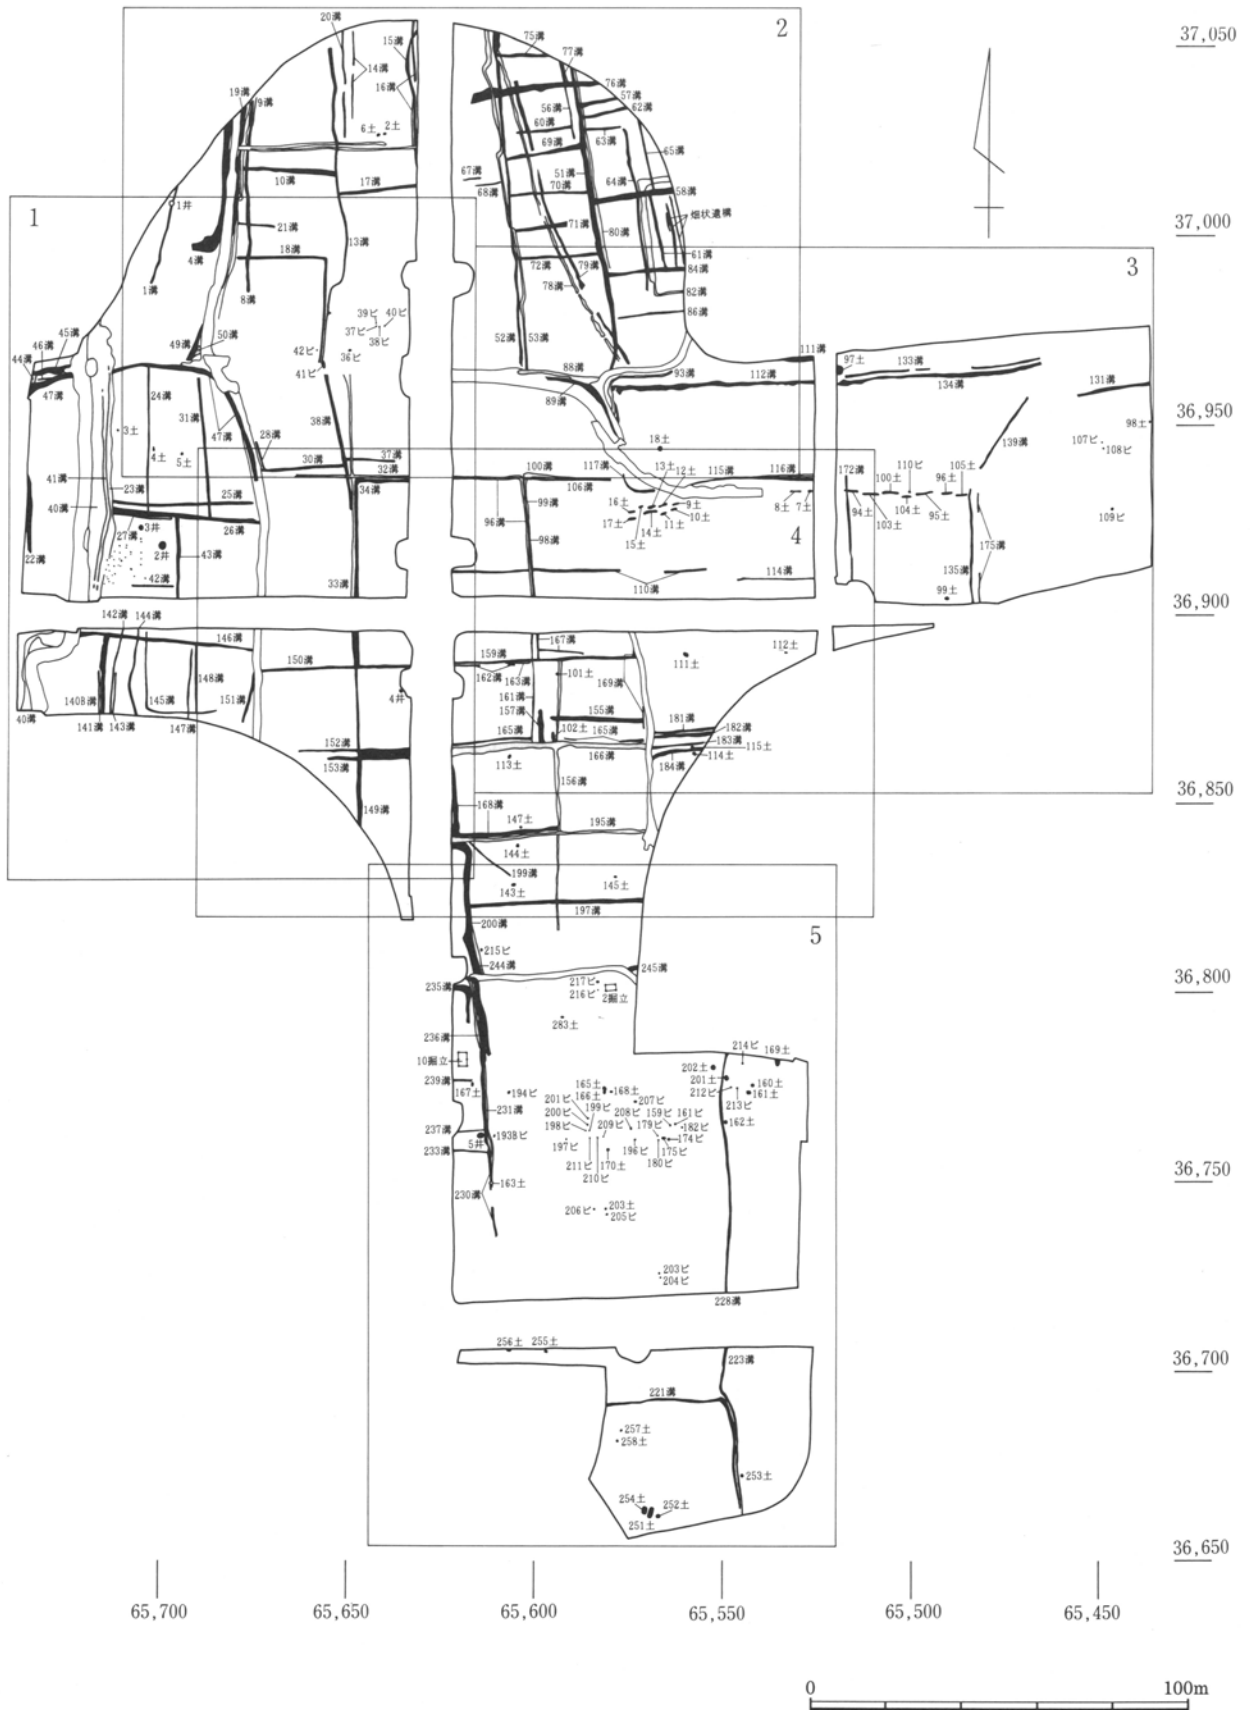 20溝
15溝
14溝
16溝
19溝
9溝
6土
2土
10溝
17溝
1井
21溝
18溝
13溝
4溝
1溝
8溝
2
75溝
77溝
76溝
57溝
62溝
56溝
60溝
69溝
63溝
65溝
67溝
68溝
51溝
70溝
64溝
58溝
畑状遺構
71溝
80溝
61溝
72溝
79溝
84溝
78溝
82溝
86溝
52溝
53溝
37,050
37,000
36,950
36,900
36,850
36,800
36,750
36,700
36,650
1
39ピ
40ピ
37ピ
38ピ
42ピ
36ピ
41ピ
50溝
49溝
45溝
46溝
44溝
47溝
24溝
31溝
47溝
28溝
38溝
3土
4土
5土
30溝
37溝
32溝
34溝
41溝
23溝
40溝
25溝
26溝
27溝
3井
2井
43溝
42溝
22溝
33溝
88溝
89溝
93溝
111溝
112溝
18土
117溝
13土
12土
115溝
116溝
100溝
106溝
99溝
96溝
98溝
16土
9土
17土
14土
11土
10土
15土
8土
7土
4
110溝
114溝
3
97土
133溝
134溝
131溝
139溝
98土
107ピ
108ピ
172溝
100土
110ピ
96土
105土
94土
103土
104土
95土
109ピ
175溝
135溝
99土
142溝
144溝
146溝
150溝
148溝
151溝
140B溝
145溝
141溝
143溝
147溝
40溝
4井
152溝
153溝
149溝
167溝
159溝
162溝
163溝
101土
169溝
111土
112土
161溝
157溝
155溝
165溝
102土
165溝
181溝
182溝
183溝
115土
114土
184溝
113土
166溝
156溝
168溝
147土
195溝
144土
199溝
143土
145土
197溝
5
200溝
215ピ
244溝
245溝
235溝
217ピ
216ピ
2掘立
283土
236溝
10掘立
239溝
167土
194ピ
231溝
237溝
193Bピ
5井
233溝
163土
230溝
214ピ
169土
202土
201土
160土
212ピ
161土
213ピ
162土
165土
166土
168土
201ピ
199ピ
207ピ
200ピ
208ピ
159ピ
161ピ
198ピ
209ピ
179ピ
182ピ
197ピ
196ピ
174ピ
175ピ
211ピ
170土
180ピ
210ピ
206ピ
203土
205ピ
203ピ
204ピ
228溝
256土
255土
223溝
221溝
257土
258土
253土
254土
252土
251土
65,700
65,650
65,600
65,550
65,500
65,450
0
100m